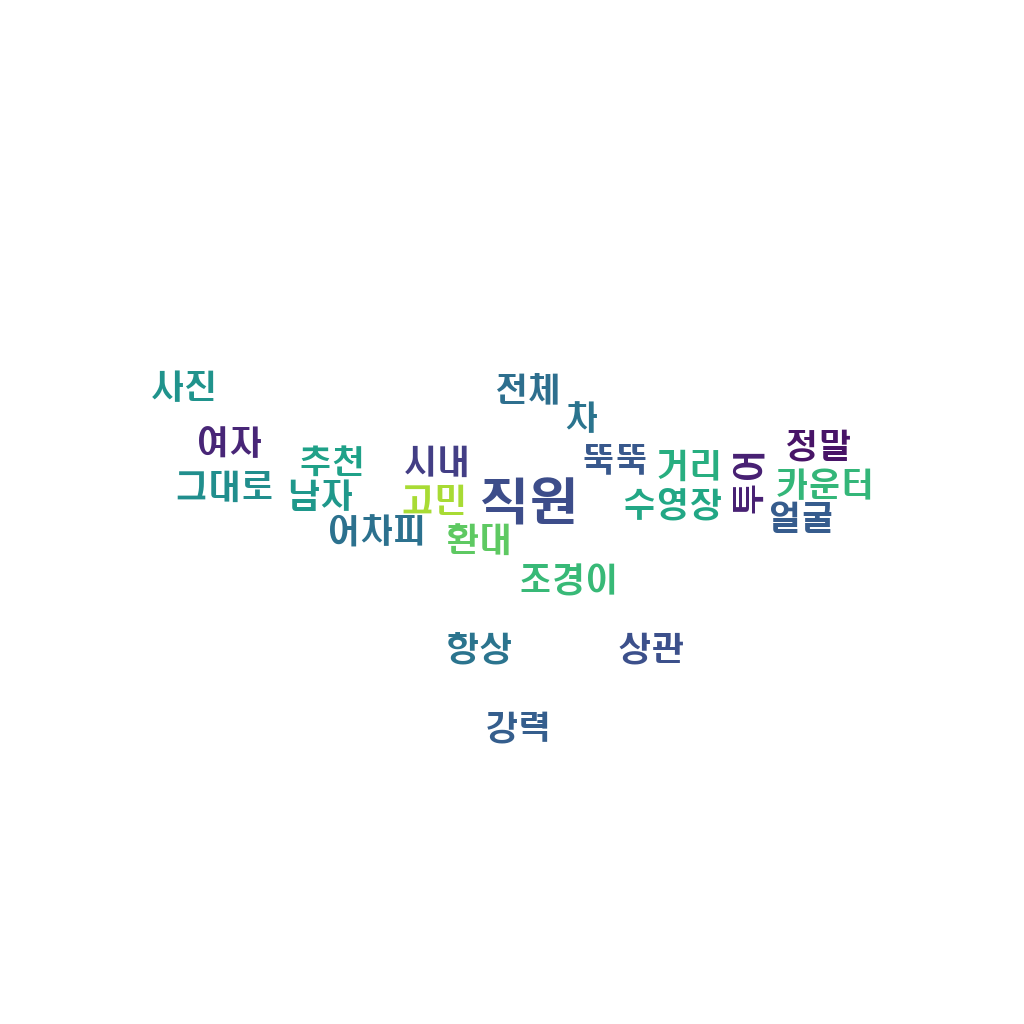 사진
전체
차
여자
정말
추천
시내
뚝뚝
거리
투어
그대로
남자
고민
직원
수영장
카운터
얼굴
어차피
환대
조경이
항상
상관
강력